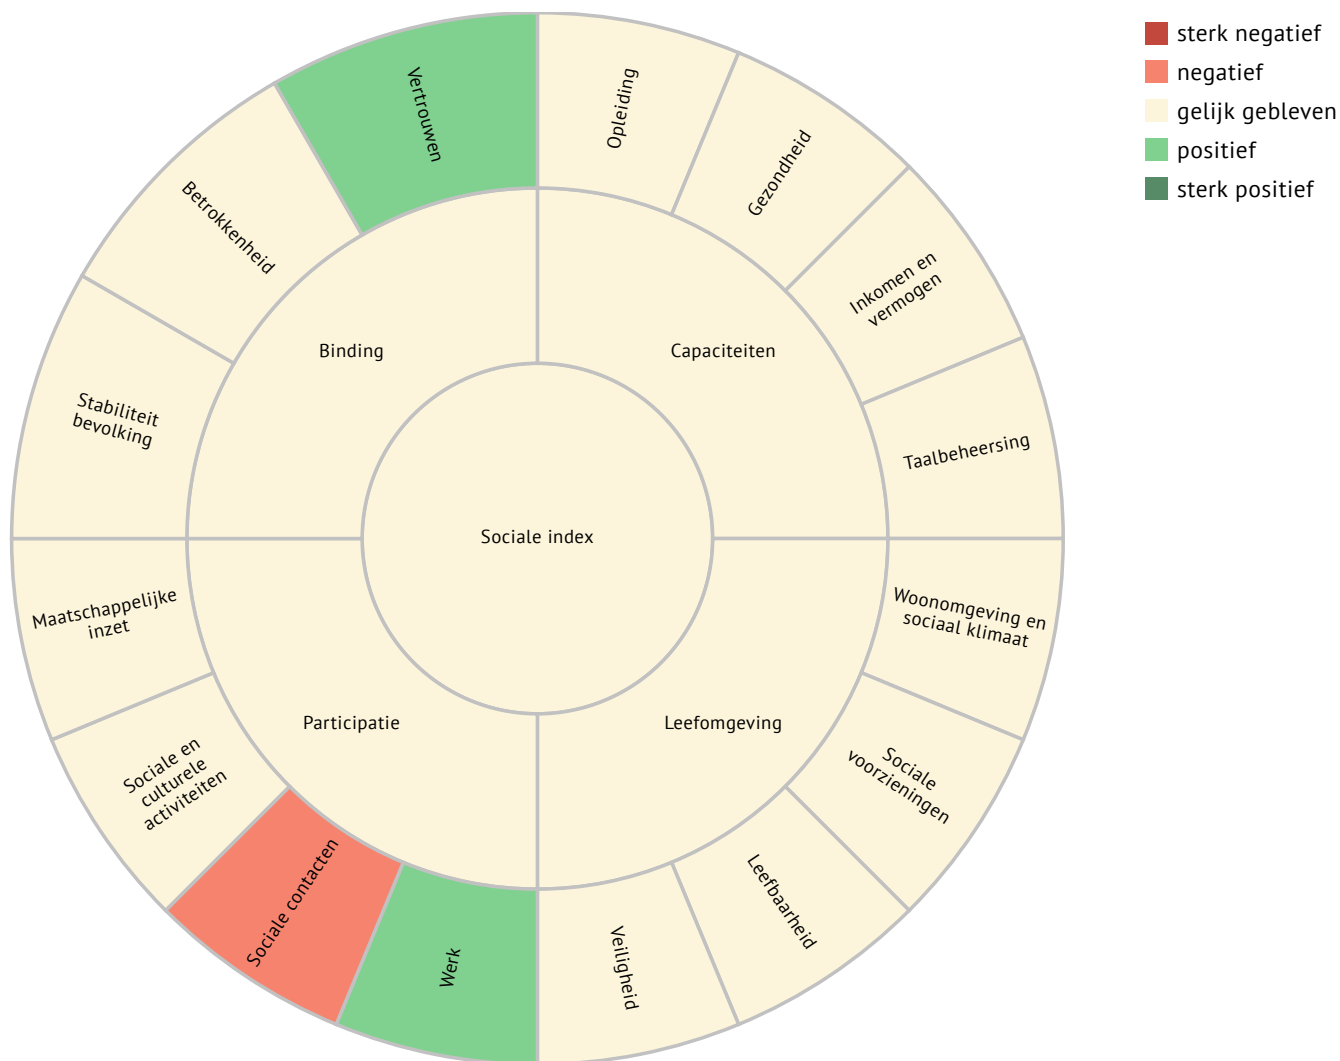 sterk negatief
negatief
gelijk gebleven
positief
sterk positief
Vertrouwen
Opleiding
Gezondheid
Inkomen en
vermogen
Taalbeheersing
Woonomgeving en
sociaal klimaat
Sociale
voorzieningen
Leefbaarheid
Veiligheid
Werk
Sociale contacten
Sociale en
culturele
activiteiten
Maatschappelijke
inzet
Stabiliteit
bevolking
Betrokkenheid
Binding
Capaciteiten
Sociale index
Participatie
Leefomgeving